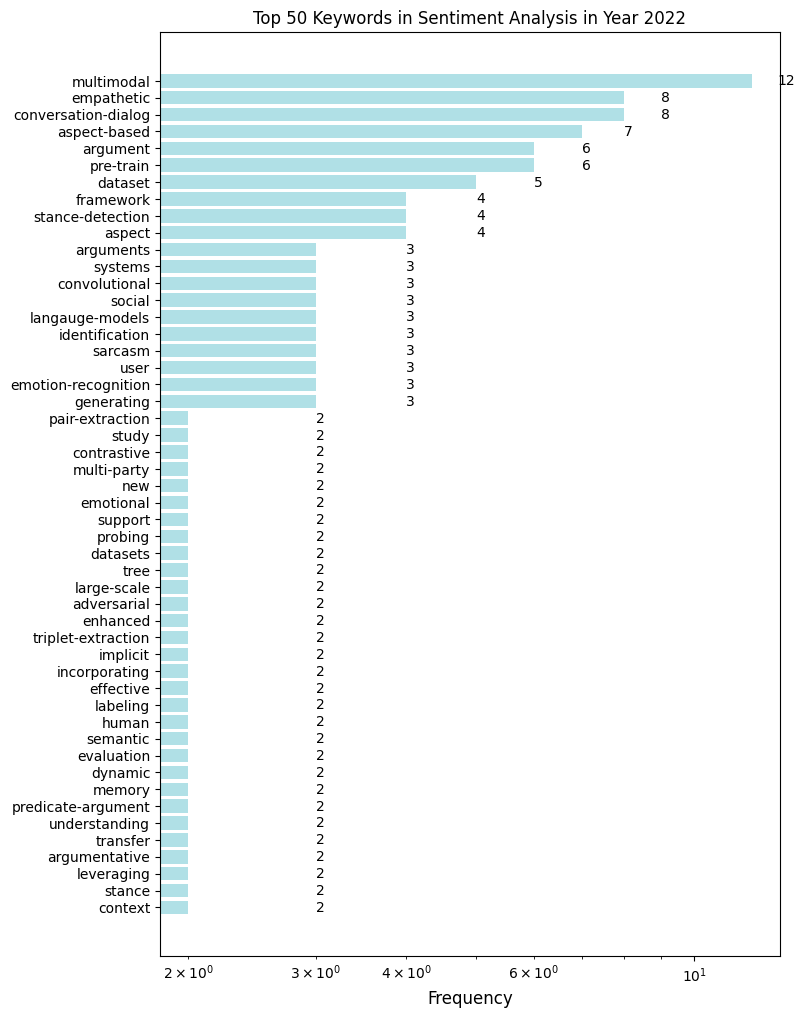 Top 50 Keywords in Sentiment Analysis in Year 2022
multimodal 12
empathetic 8
conversation-dialog 8
aspect-based 7
argument 6
pre-train 6
dataset 5
framework 4
stance-detection 4
aspect 4
arguments 3
systems 3
convolutional 3
social 3
langauge-models 3
identification 3
sarcasm 3
user 3
emotion-recognition 3
generating 3
pair-extraction 2
study 2
contrastive 2
multi-party 2
new 2
emotional 2
support 2
probing 2
datasets 2
tree 2
large-scale 2
adversarial 2
enhanced 2
triplet-extraction 2
implicit 2
incorporating 2
effective 2
labeling 2
human 2
semantic 2
evaluation 2
dynamic 2
memory 2
predicate-argument 2
understanding 2
transfer 2
argumentative 2
leveraging 2
stance 2
context 2
2 × 10⁰ 3 × 10⁰ 4 × 10⁰ 6 × 10⁰ 10¹
Frequency